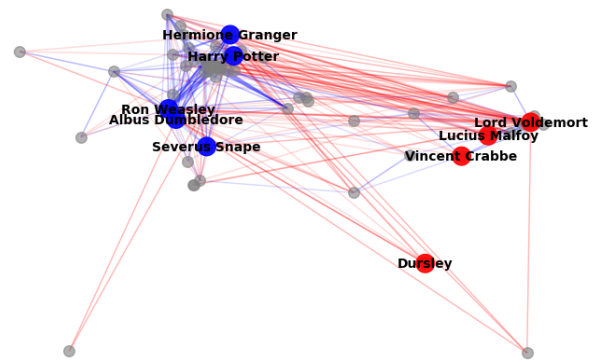 Hermione Granger
Harry Potter
Ron Weasley
Albus Dumbledore
Lord Voldemort
Lucius Malfoy
Severus Snape
Vincent Crabbe
Dursley